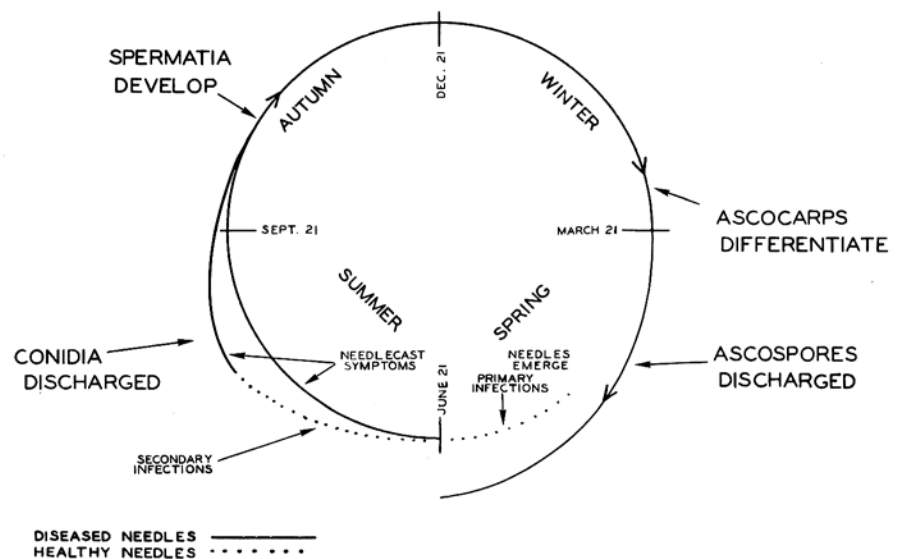 SPERMATIA
DEVELOP
AUTUMN
DEC. 21
WINTER
ASCOCARPS
DIFFERENTIATE
SEPT. 21
MARCH 21
SUMMER
SPRING
CONIDIA
DISCHARGED
NEEDLECAST
SYMPTOMS
JUNE 21
NEEDLES
EMERGE
PRIMARY
INFECTIONS
ASCOSPORES
DISCHARGED
SECONDARY
INFECTIONS
DISEASED NEEDLES
HEALTHY NEEDLES